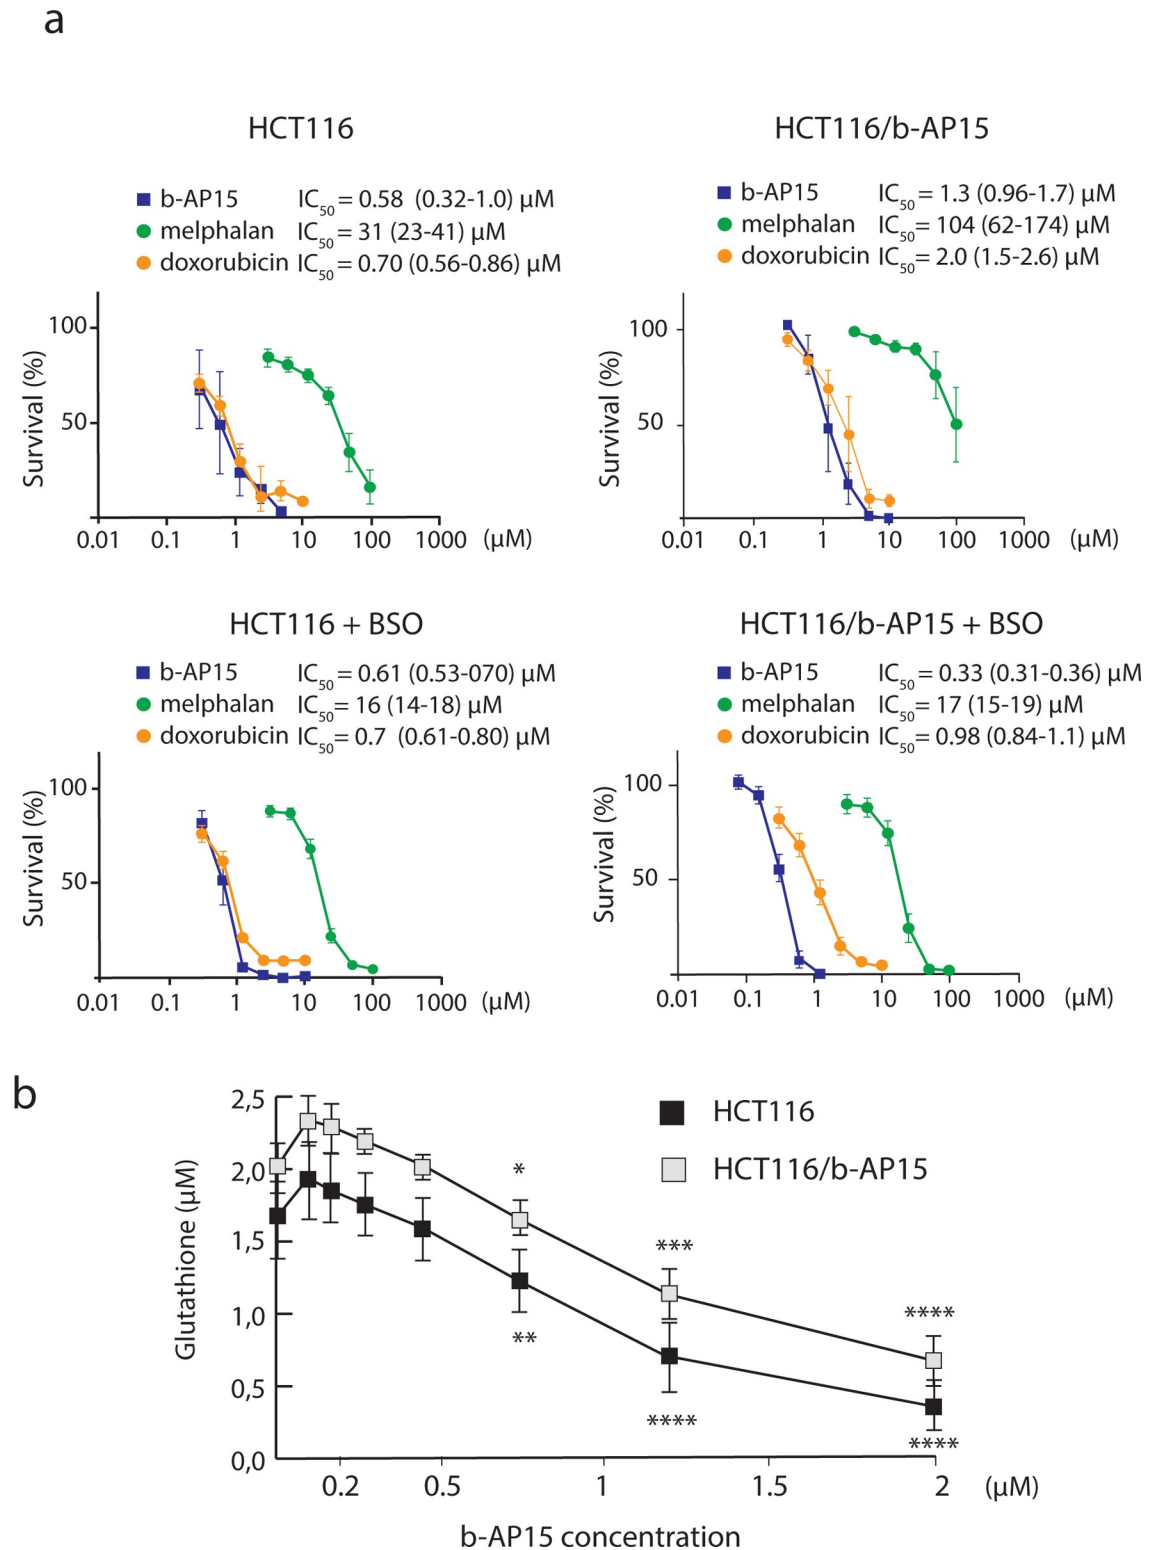 a
HCT116
b-AP15 IC50 = 0.58 (0.32-1.0) µM
melphalan IC50 = 31 (23-41) µM
doxorubicin IC50 = 0.70 (0.56-0.86) µM
Survival (%)
100
50
0.01 0.1 1 10 100 1000 (µM)
HCT116/b-AP15
b-AP15 IC50 = 1.3 (0.96-1.7) µM
melphalan IC50 = 104 (62-174) µM
doxorubicin IC50 = 2.0 (1.5-2.6) µM
Survival (%)
100
50
0.01 0.1 1 10 100 1000 (µM)
HCT116 + BSO
b-AP15 IC50 = 0.61 (0.53-070) µM
melphalan IC50 = 16 (14-18) µM
doxorubicin IC50 = 0.7 (0.61-0.80) µM
Survival (%)
100
50
0.01 0.1 1 10 100 1000 (µM)
HCT116/b-AP15 + BSO
b-AP15 IC50 = 0.33 (0.31-0.36) µM
melphalan IC50 = 17 (15-19) µM
doxorubicin IC50 = 0.98 (0.84-1.1) µM
Survival (%)
100
50
0.01 0.1 1 10 100 1000 (µM)
b
HCT116
HCT116/b-AP15
Glutathione (µM)
2,5
2,0
1,5
1,0
0,5
0,0
*
***
****
**
****
****
0.2 0.5 1 1.5 2 (µM)
b-AP15 concentration